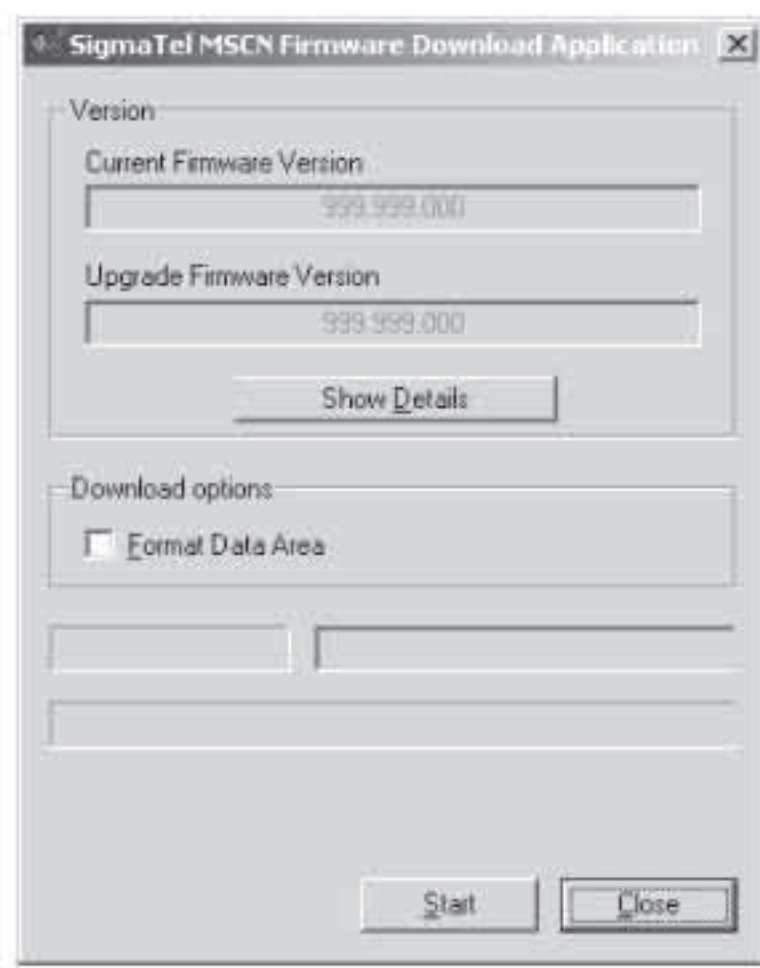 SigmaTel MSCN Firmware Download Application
Version
Current Firmware Version
999.999.000
Upgrade Firmware Version
999.999.000
Show Details
Download options
Format Data Area
Start
Close